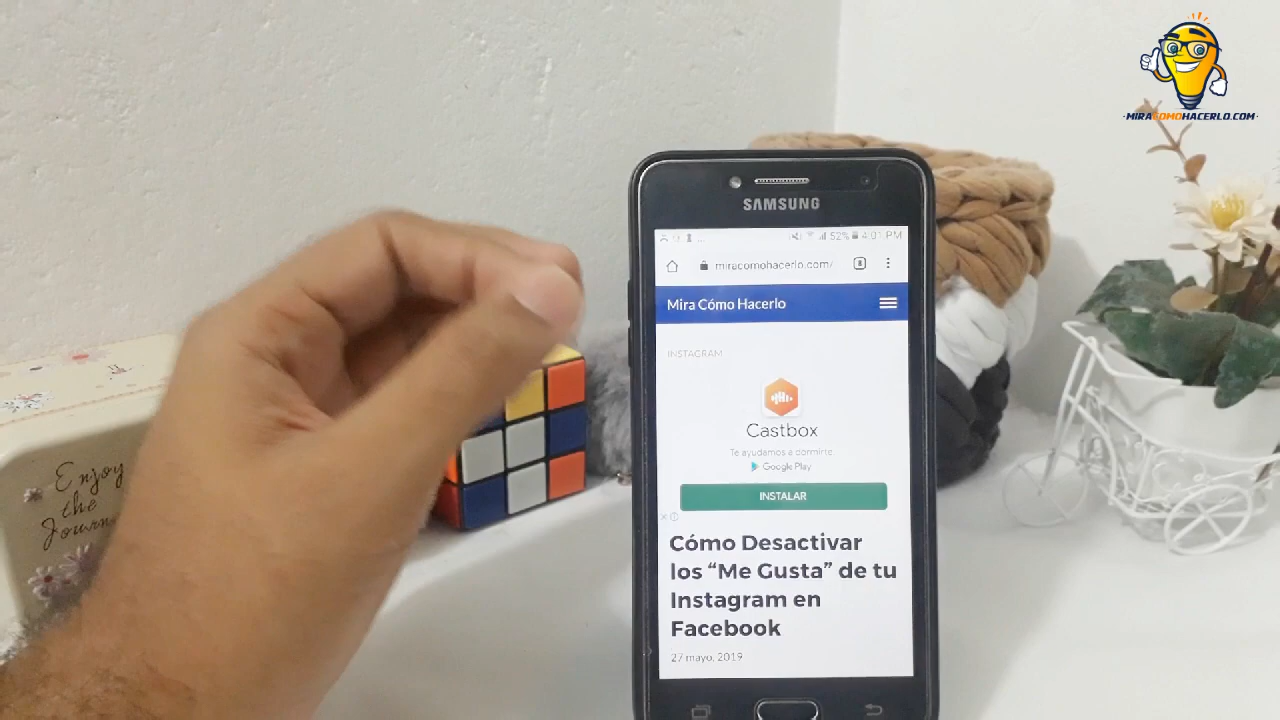 MIRACOMOHACERLO.COM
SAMSUNG
52% 4:01 PM
miracomohacerlo.com/
8
Mira Cómo Hacerlo
INSTAGRAM
Castbox
Te ayudamos a dormirte
Google Play
INSTALAR
Cómo Desactivar
los “Me Gusta” de tu
Instagram en
Facebook
27 mayo, 2019
Enjoy
the
Journey